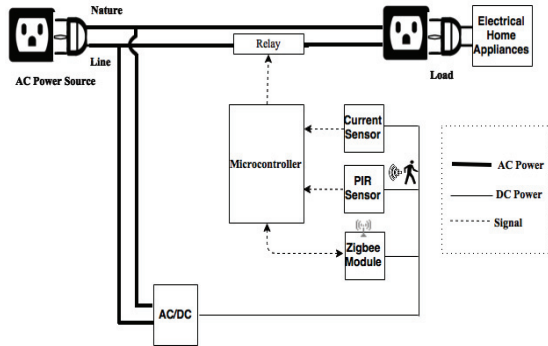 Nature
Electrical
Home
Appliances
Relay
Line
AC Power Source
Load
Current
Sensor
Microcontroller
AC Power
PIR
Sensor
DC Power
Signal
Zigbee
Module
AC/DC